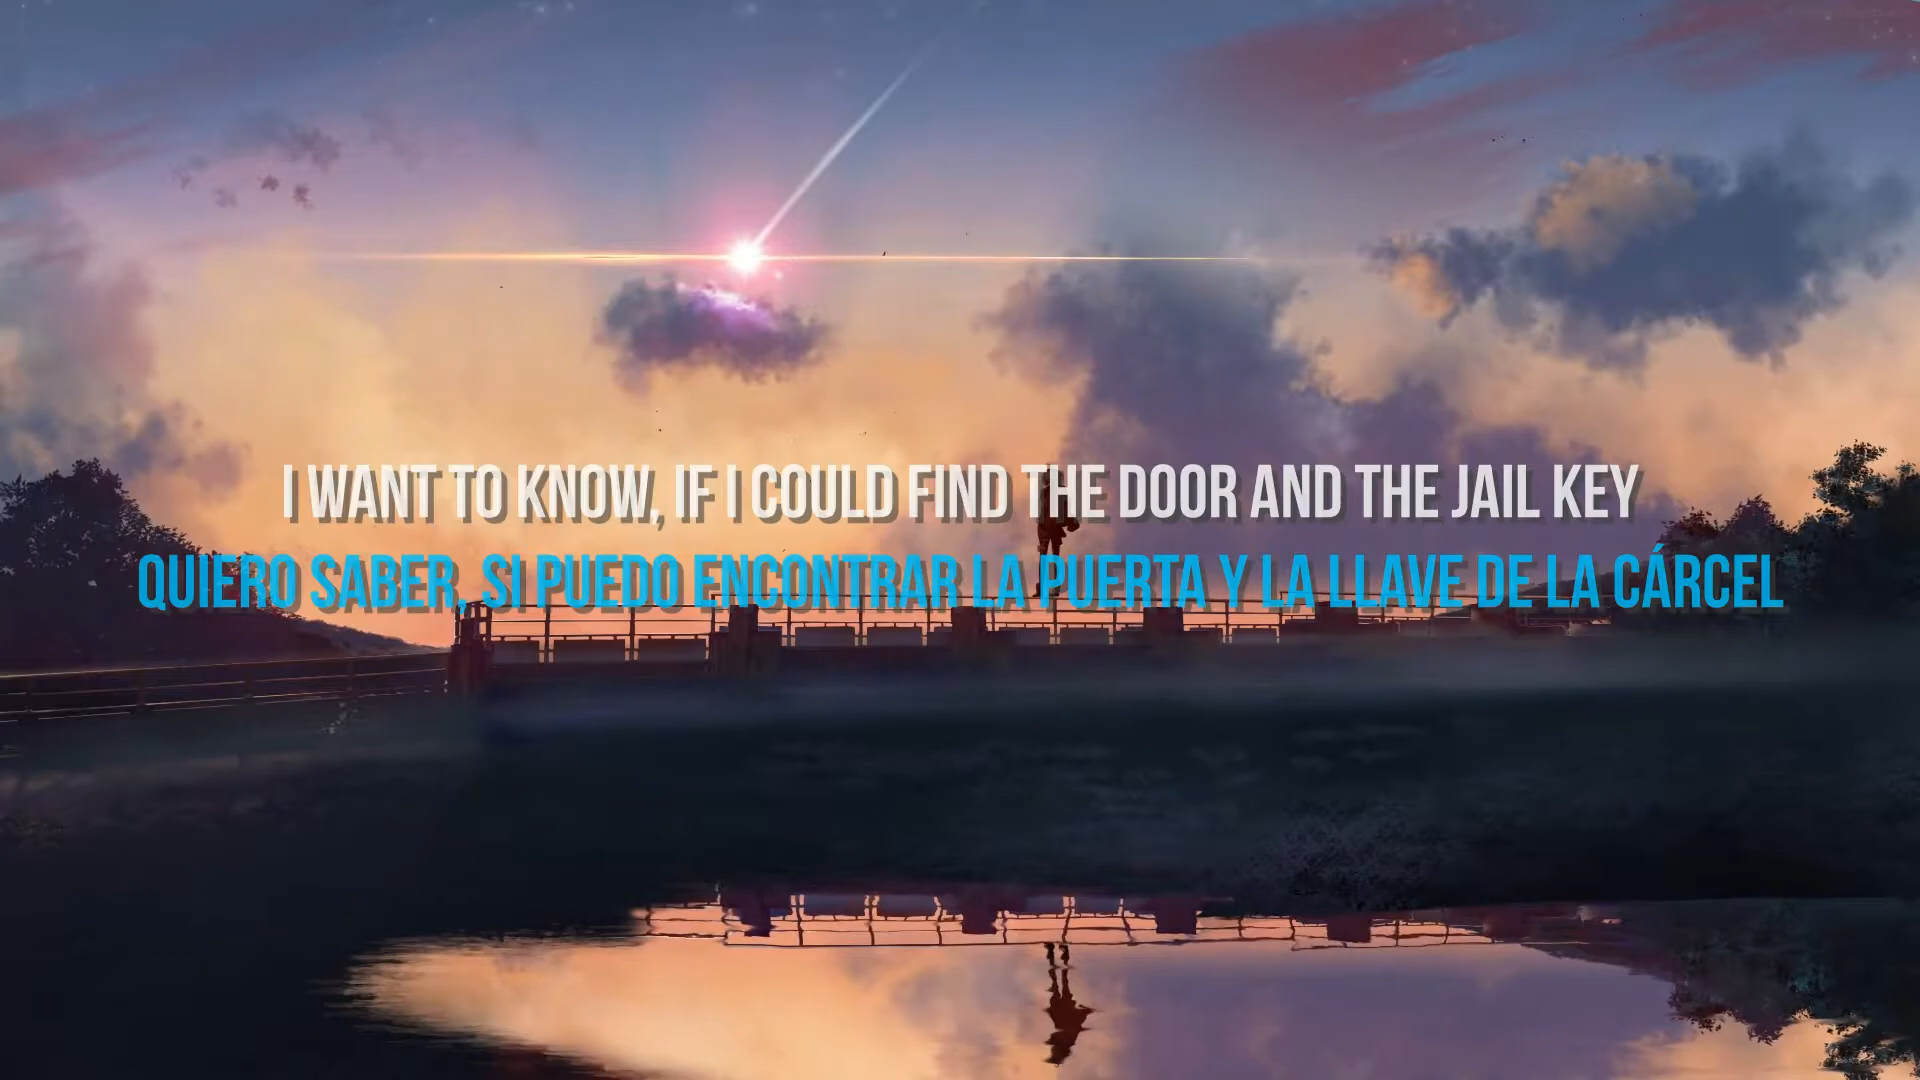 I WANT TO KNOW, IF I COULD FIND THE DOOR AND THE JAIL KEY
QUIERO SABER, SI PUEDO ENCONTRAR LA PUERTA Y LA LLAVE DE LA CÁRCEL